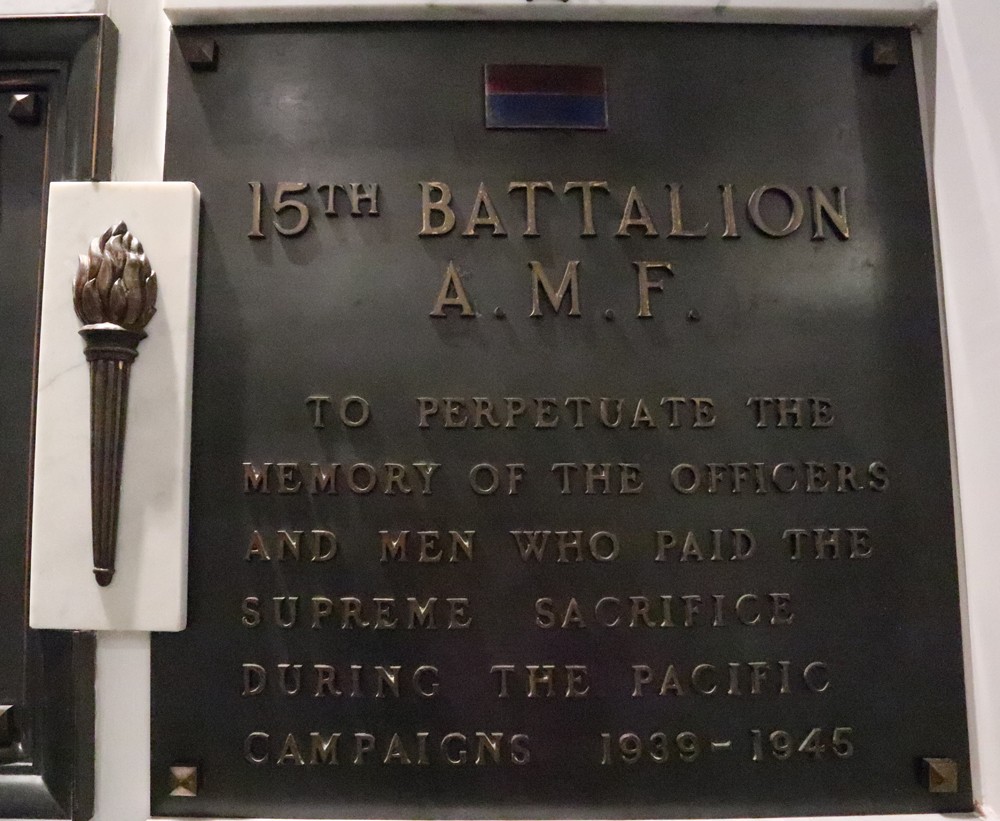 15TH BATTALION
A.M.F.
TO PERPETUATE THE
MEMORY OF THE OFFICERS
AND MEN WHO PAID THE
SUPREME SACRIFICE
DURING THE PACIFIC
CAMPAIGNS 1939-1945